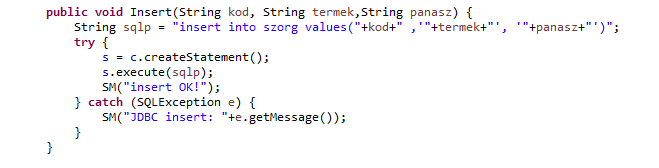 public void Insert(String kod, String termek,String panasz) {
String sqlp = "insert into szorg values("+kod+" ,'"+termek+"', '"+panasz+"')";
try {
s = c.createStatement();
s.execute(sqlp);
SM("insert OK!");
} catch (SQLException e) {
SM("JDBC insert: "+e.getMessage());
}
}